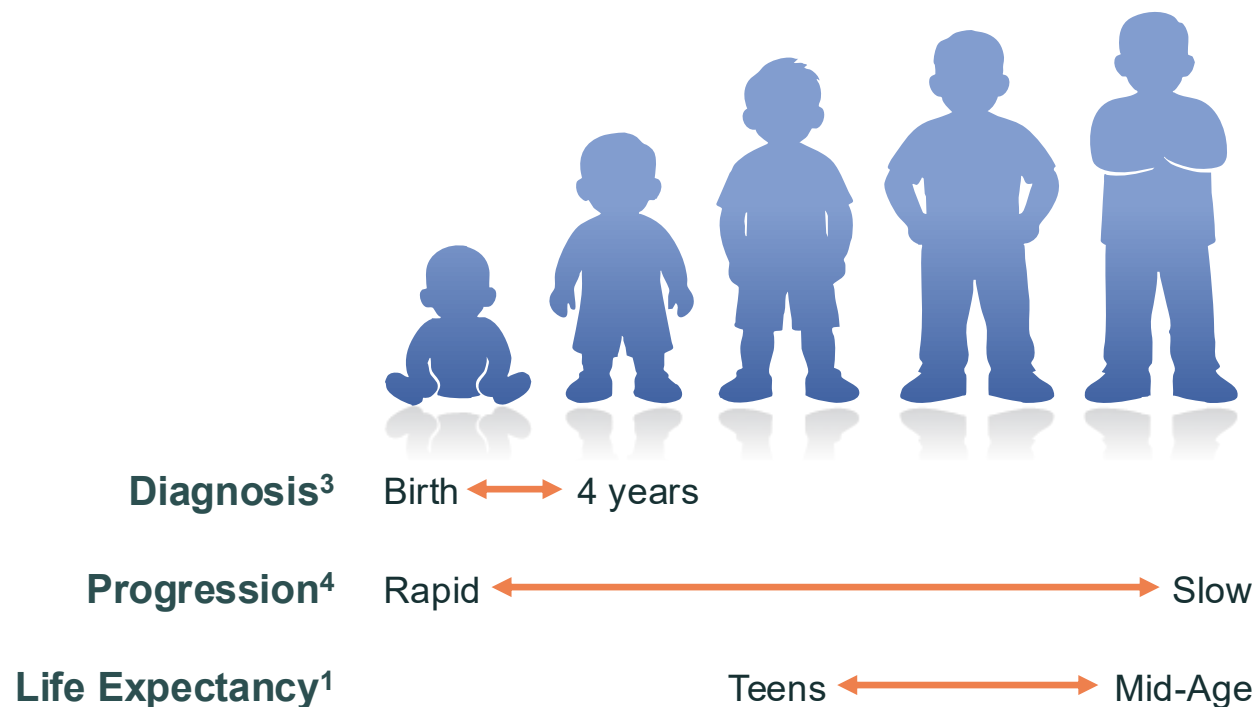 Diagnosis³ Birth 4 years
Progression⁴ Rapid Slow
Life Expectancy¹ Teens Mid-Age